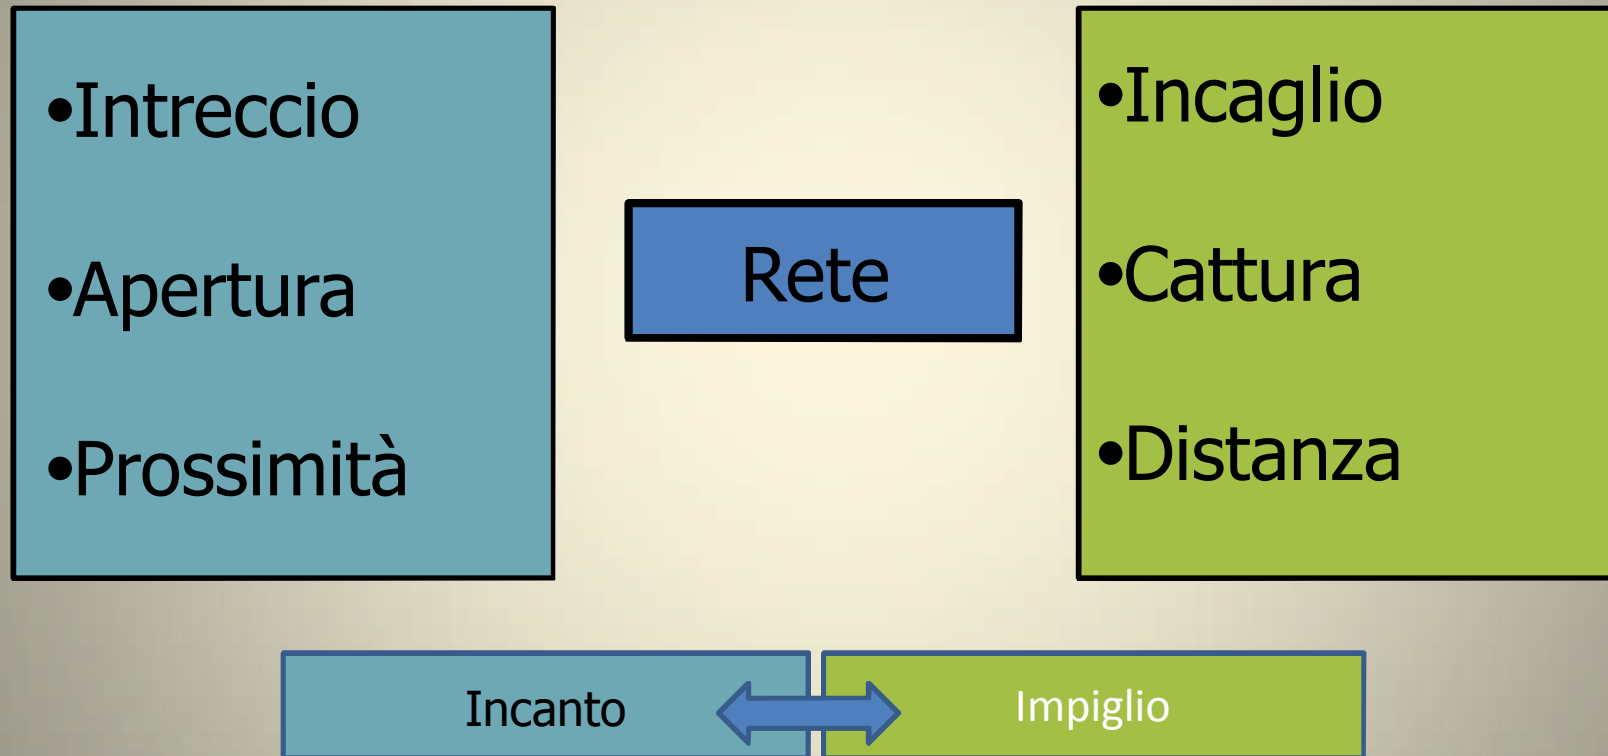 •Intreccio
•Apertura
•Prossimità
Rete
•Incaglio
•Cattura
•Distanza
Incanto
Impiglio